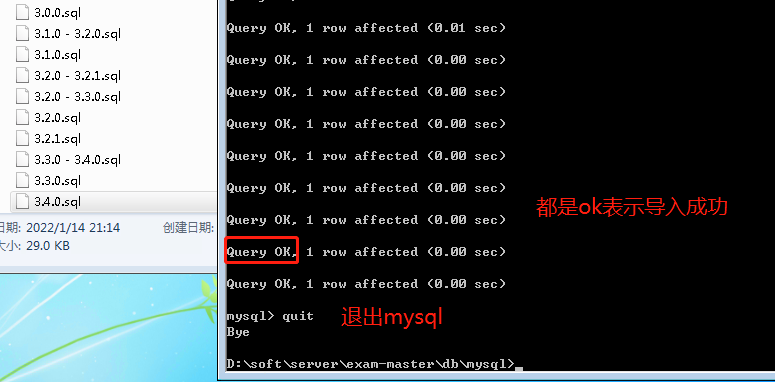 3.0.0.sql
3.1.0 - 3.2.0.sql
3.1.0.sql
3.2.0 - 3.2.1.sql
3.2.0 - 3.3.0.sql
3.2.0.sql
3.2.1.sql
3.3.0 - 3.4.0.sql
3.3.0.sql
3.4.0.sql
日期: 2022/1/14 21:14 创建日期:
大小: 29.0 KB
Query OK, 1 row affected (0.01 sec)
Query OK, 1 row affected (0.00 sec)
Query OK, 1 row affected (0.00 sec)
Query OK, 1 row affected (0.00 sec)
Query OK, 1 row affected (0.00 sec)
Query OK, 1 row affected (0.00 sec)
Query OK, 1 row affected (0.00 sec)
都是ok表示导入成功
Query OK, 1 row affected (0.00 sec)
Query OK, 1 row affected (0.00 sec)
mysql> quit 退出mysql
Bye
D:\soft\server\exam-master\db\mysql>